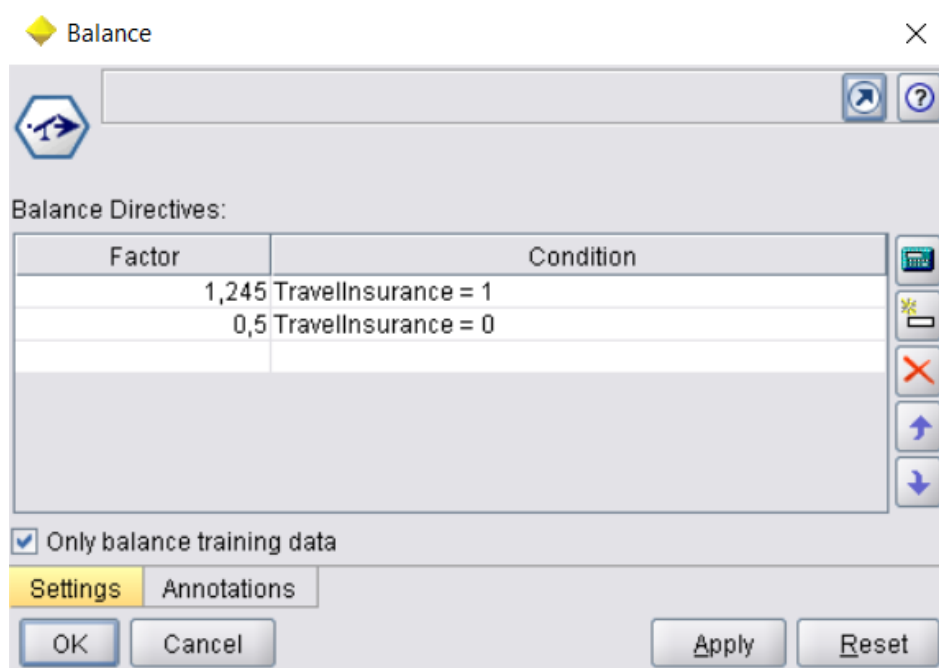 Balance
?
Balance Directives:
Factor Condition
1,245 TravelInsurance = 1
0,5 TravelInsurance = 0
Only balance training data
Settings Annotations
OK Cancel Apply Reset